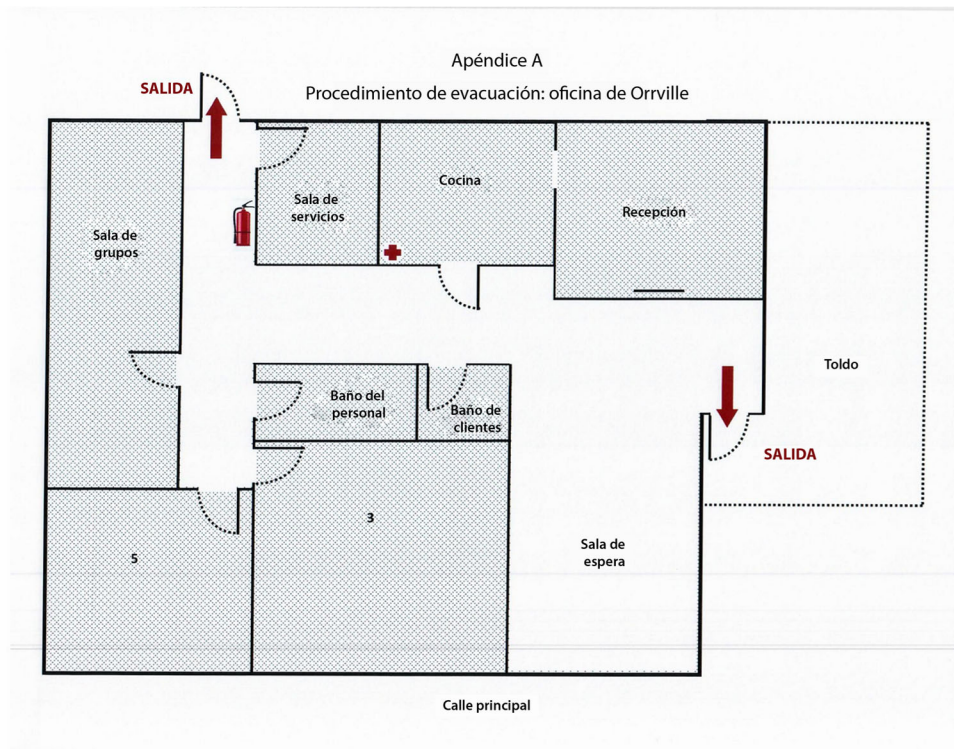 Apéndice A
Procedimiento de evacuación: oficina de Orrville
SALIDA
Sala de
grupos
Sala de
servicios
Cocina
Recepción
Toldo
Baño del
personal
Baño de
clientes
SALIDA
5
3
Sala de
espera
Calle principal